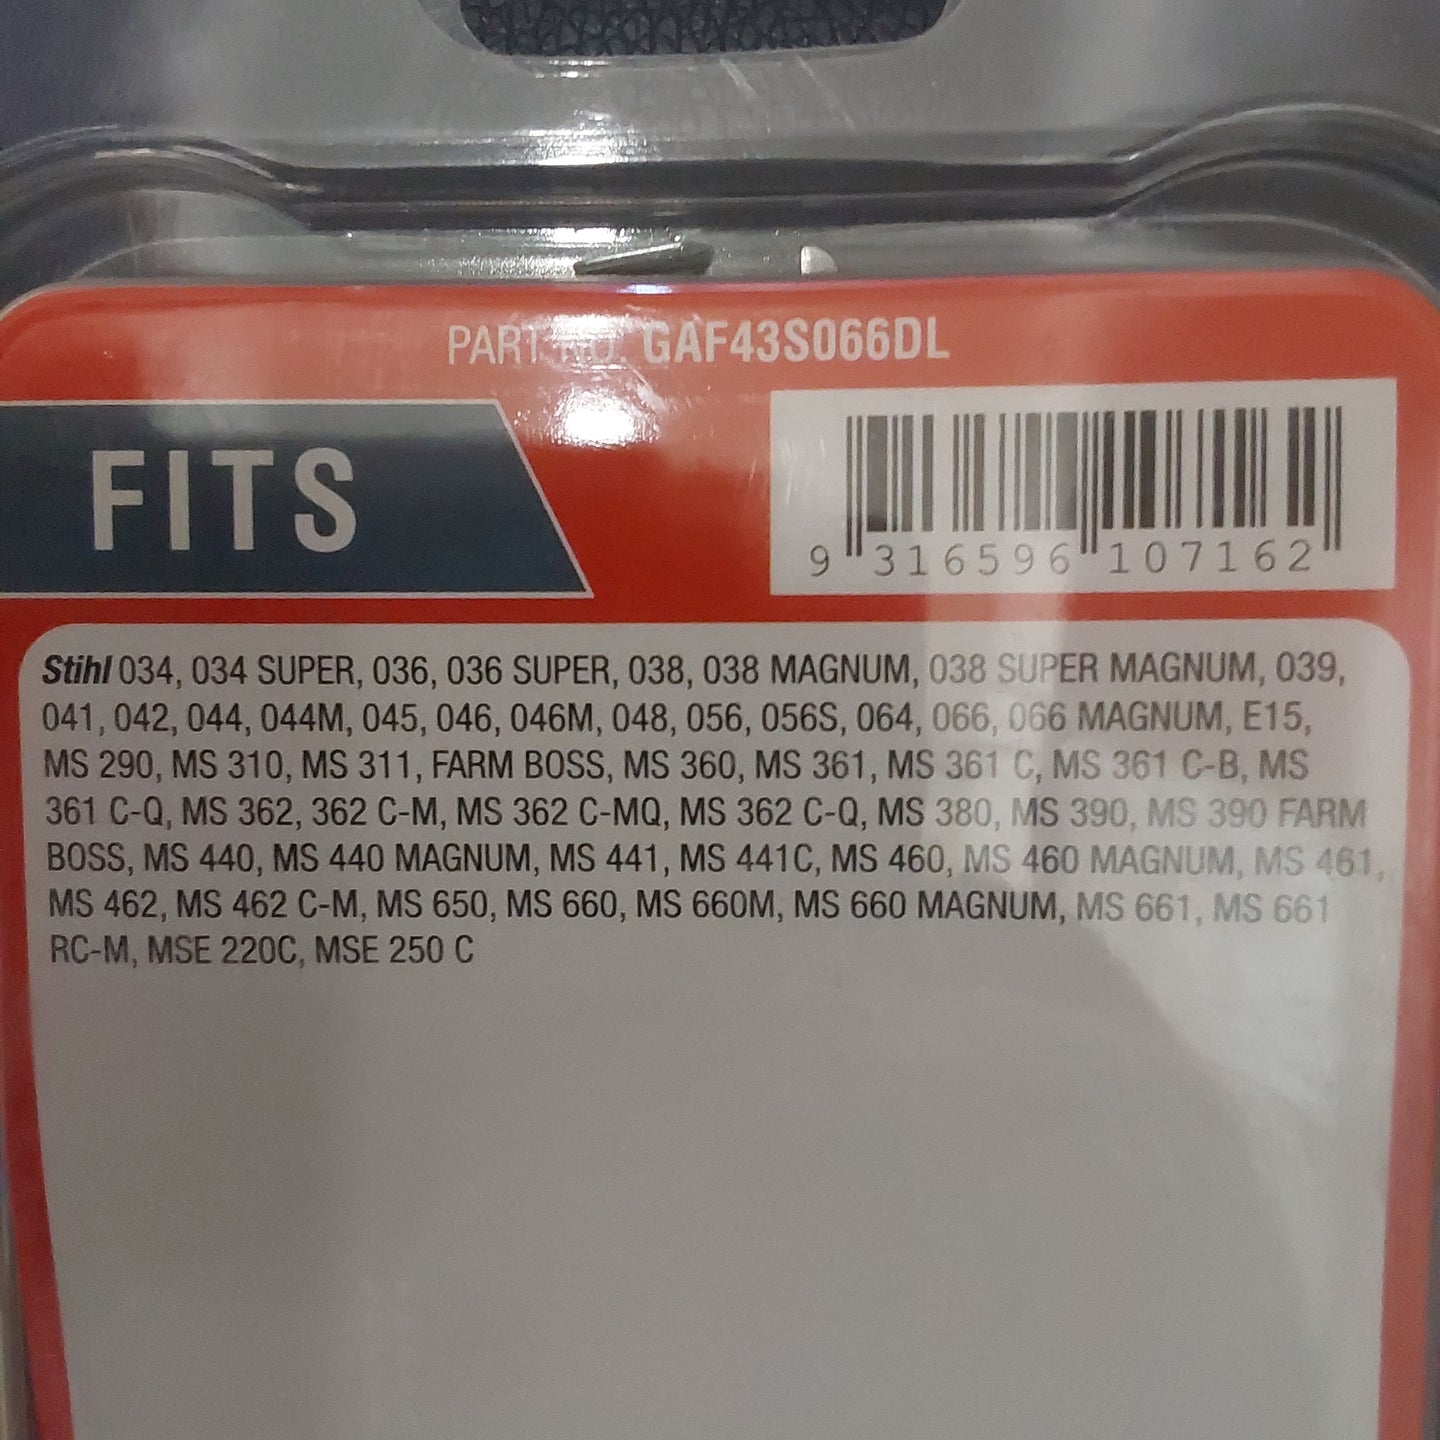 PART NO. GAF43S066DL
FITS
9 316596 107162
Stihl 034, 034 SUPER, 036, 036 SUPER, 038, 038 MAGNUM, 038 SUPER MAGNUM, 039,
041, 042, 044, 044M, 045, 046, 046M, 048, 056, 056S, 064, 066, 066 MAGNUM, E15,
MS 290, MS 310, MS 311, FARM BOSS, MS 360, MS 361, MS 361 C, MS 361 C-B, MS
361 C-Q, MS 362, 362 C-M, MS 362 C-MQ, MS 362 C-Q, MS 380, MS 390, MS 390 FARM
BOSS, MS 440, MS 440 MAGNUM, MS 441, MS 441C, MS 460, MS 460 MAGNUM, MS 461,
MS 462, MS 462 C-M, MS 650, MS 660, MS 660M, MS 660 MAGNUM, MS 661, MS 661
RC-M, MSE 220C, MSE 250 C